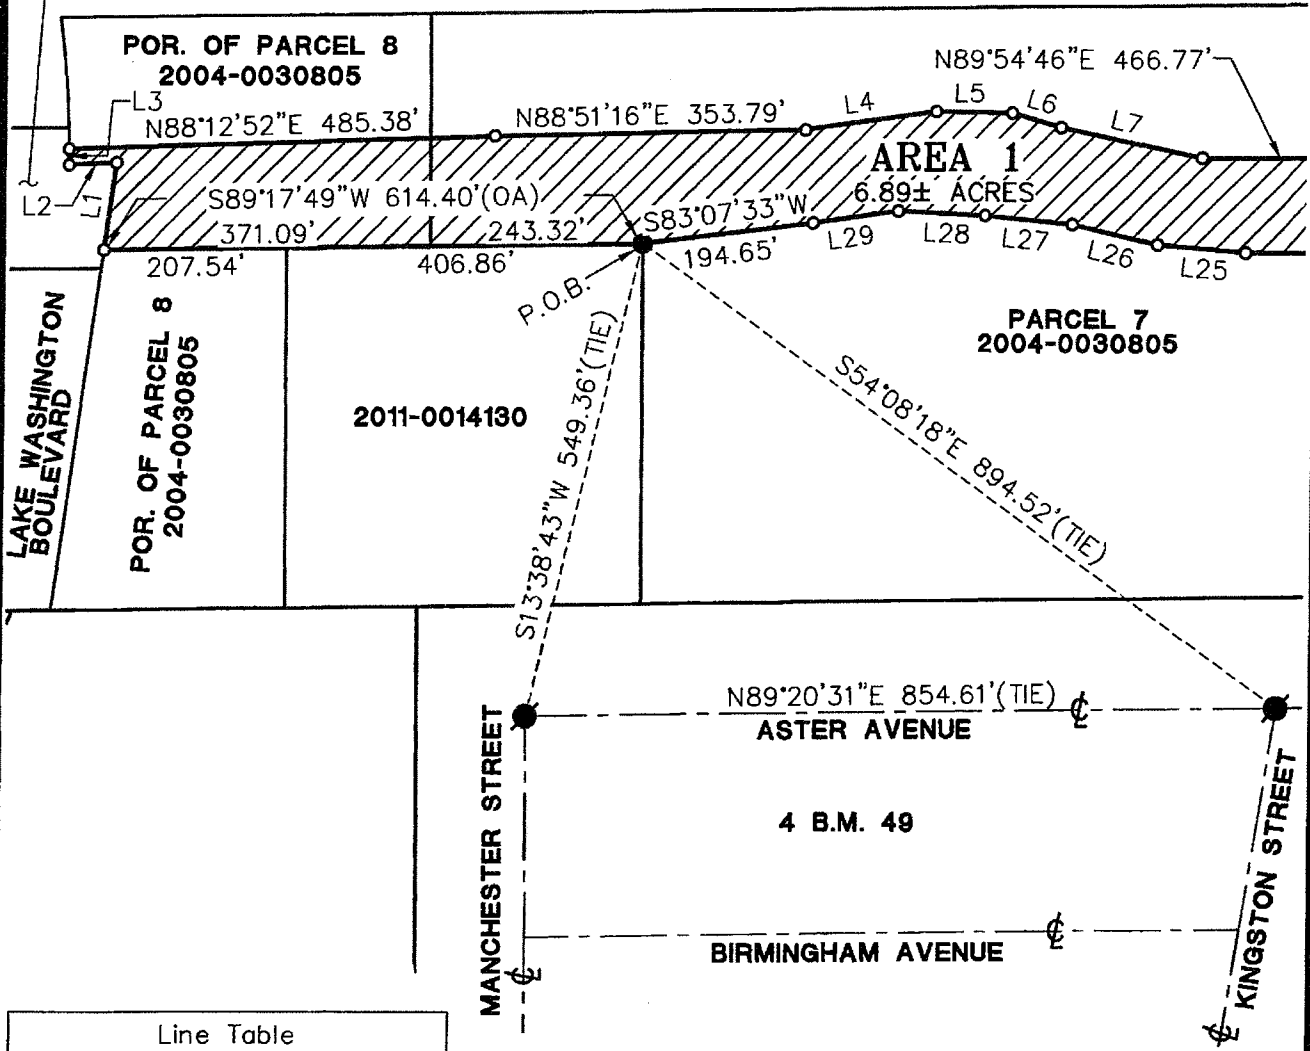 POR. OF PARCEL 8
2004-0030805
N89°54'46"E 466.77'
L3
N88°12'52"E 485.38'
N88°51'16"E 353.79'
L4
L5
L6
L7
AREA 1
6.89± ACRES
L2
L1
S89°17'49"W 614.40'(OA)
S83°07'33"W
371.09'
243.32'
194.65'
L29
L28
L27
L26
L25
207.54'
406.86'
P.O.B.
LAKE WASHINGTON
BOULEVARD
POR. OF PARCEL 8
2004-0030805
2011-0014130
S13°38'43"W 549.36'(TIE)
PARCEL 7
2004-0030805
S54°08'18"E 894.52'(TIE)
N89°20'31"E 854.61'(TIE)
ASTER AVENUE
MANCHESTER STREET
4 B.M. 49
KINGSTON STREET
BIRMINGHAM AVENUE
Line Table